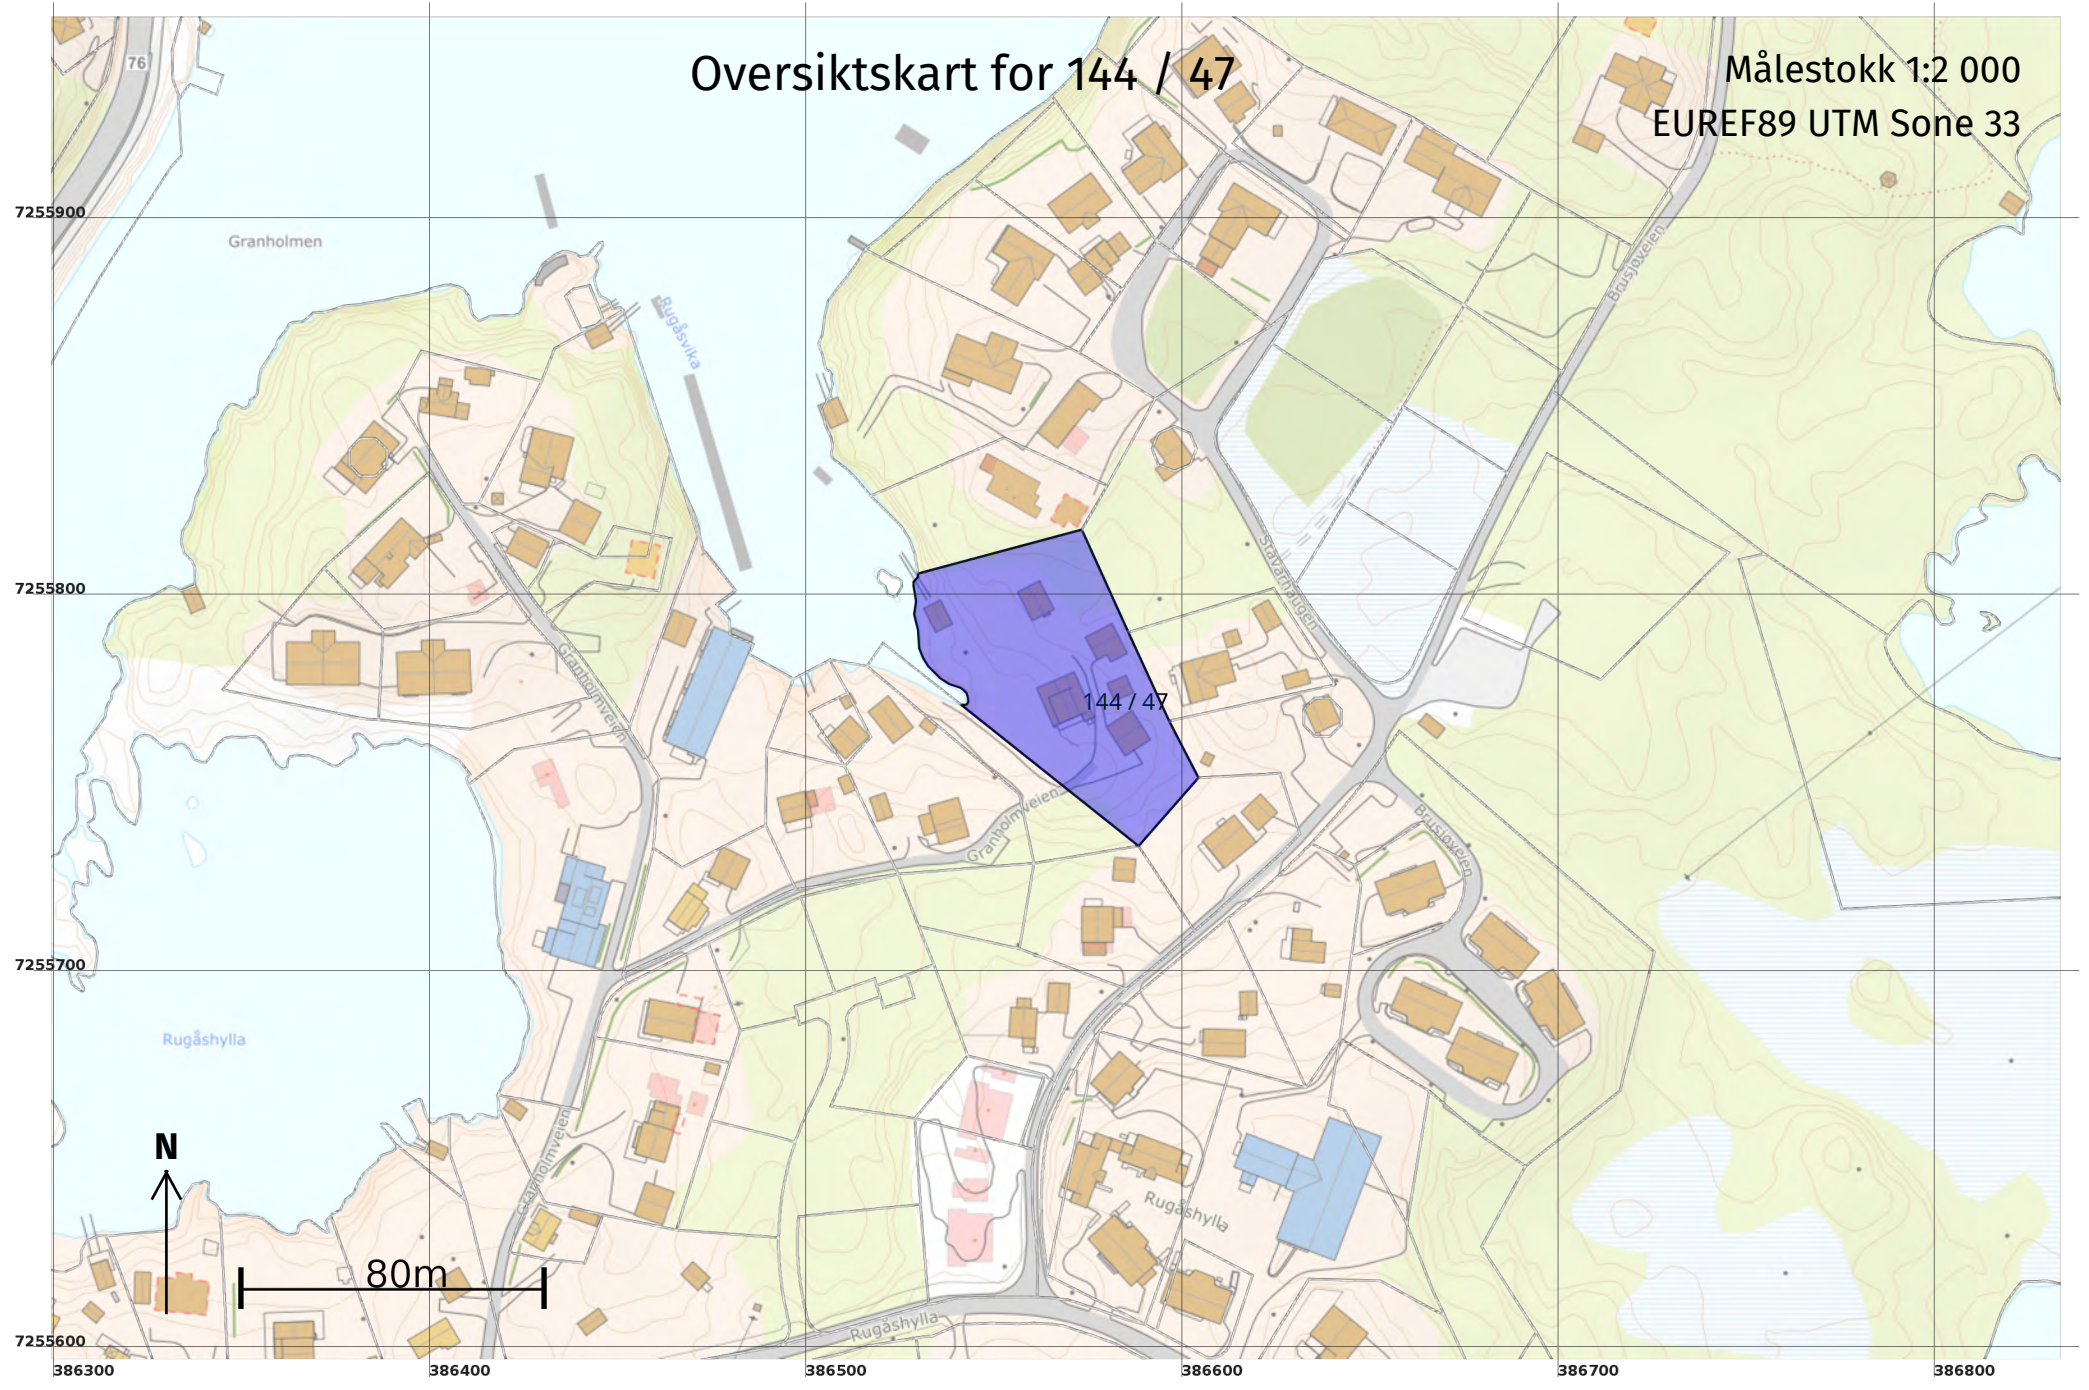 Oversiktskart for 144 / 47
Målestokk 1:2 000
EUREF89 UTM Sone 33
76
7255900
Granholmen
Rugåsvika
Brusjøveien
Stavarhaugen
7255800
Granholmveien
144 / 47
Granholmveien
Brusjøveien
7255700
Rugåshylla
Granholmveien
N
Rugåshylla
80m
Rugåshylla
7255600
386300
386400
386500
386600
386700
386800